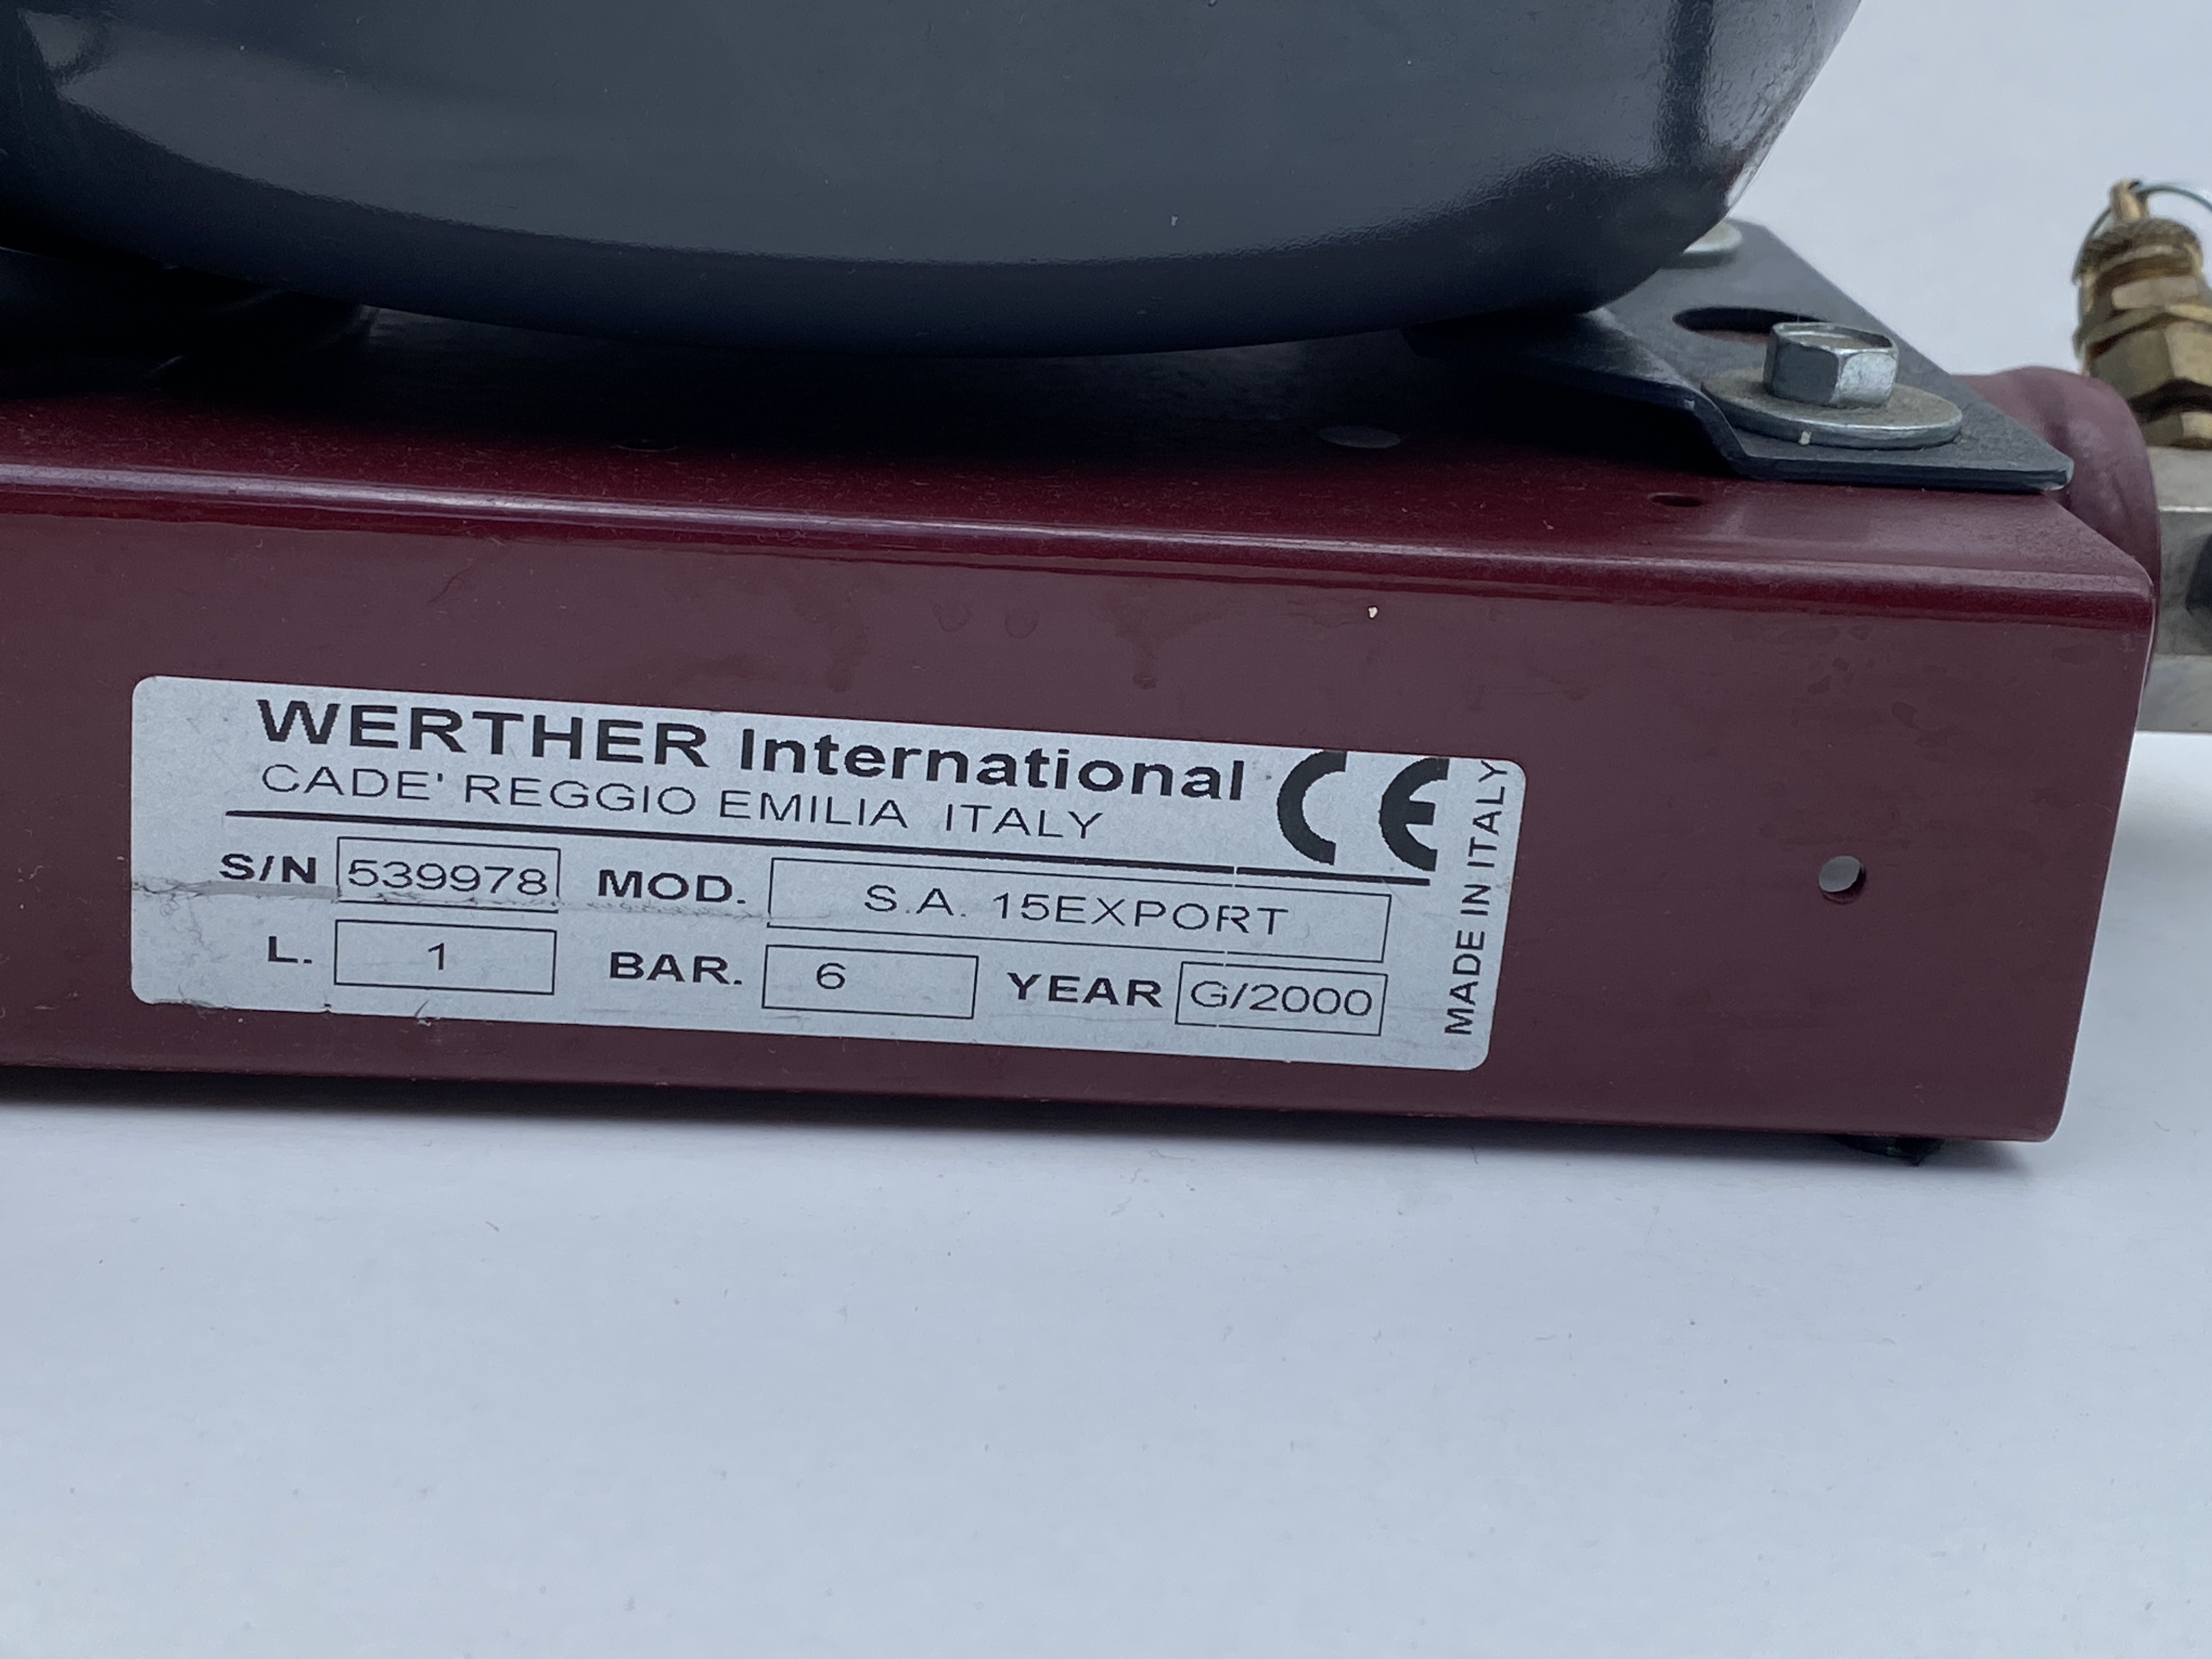 WERTHER International CE
CADE' REGGIO EMILIA ITALY
S/N 539978 MOD. S.A. 15EXPORT
L. 1 BAR. 6 YEAR G/2000
MADE IN ITALY